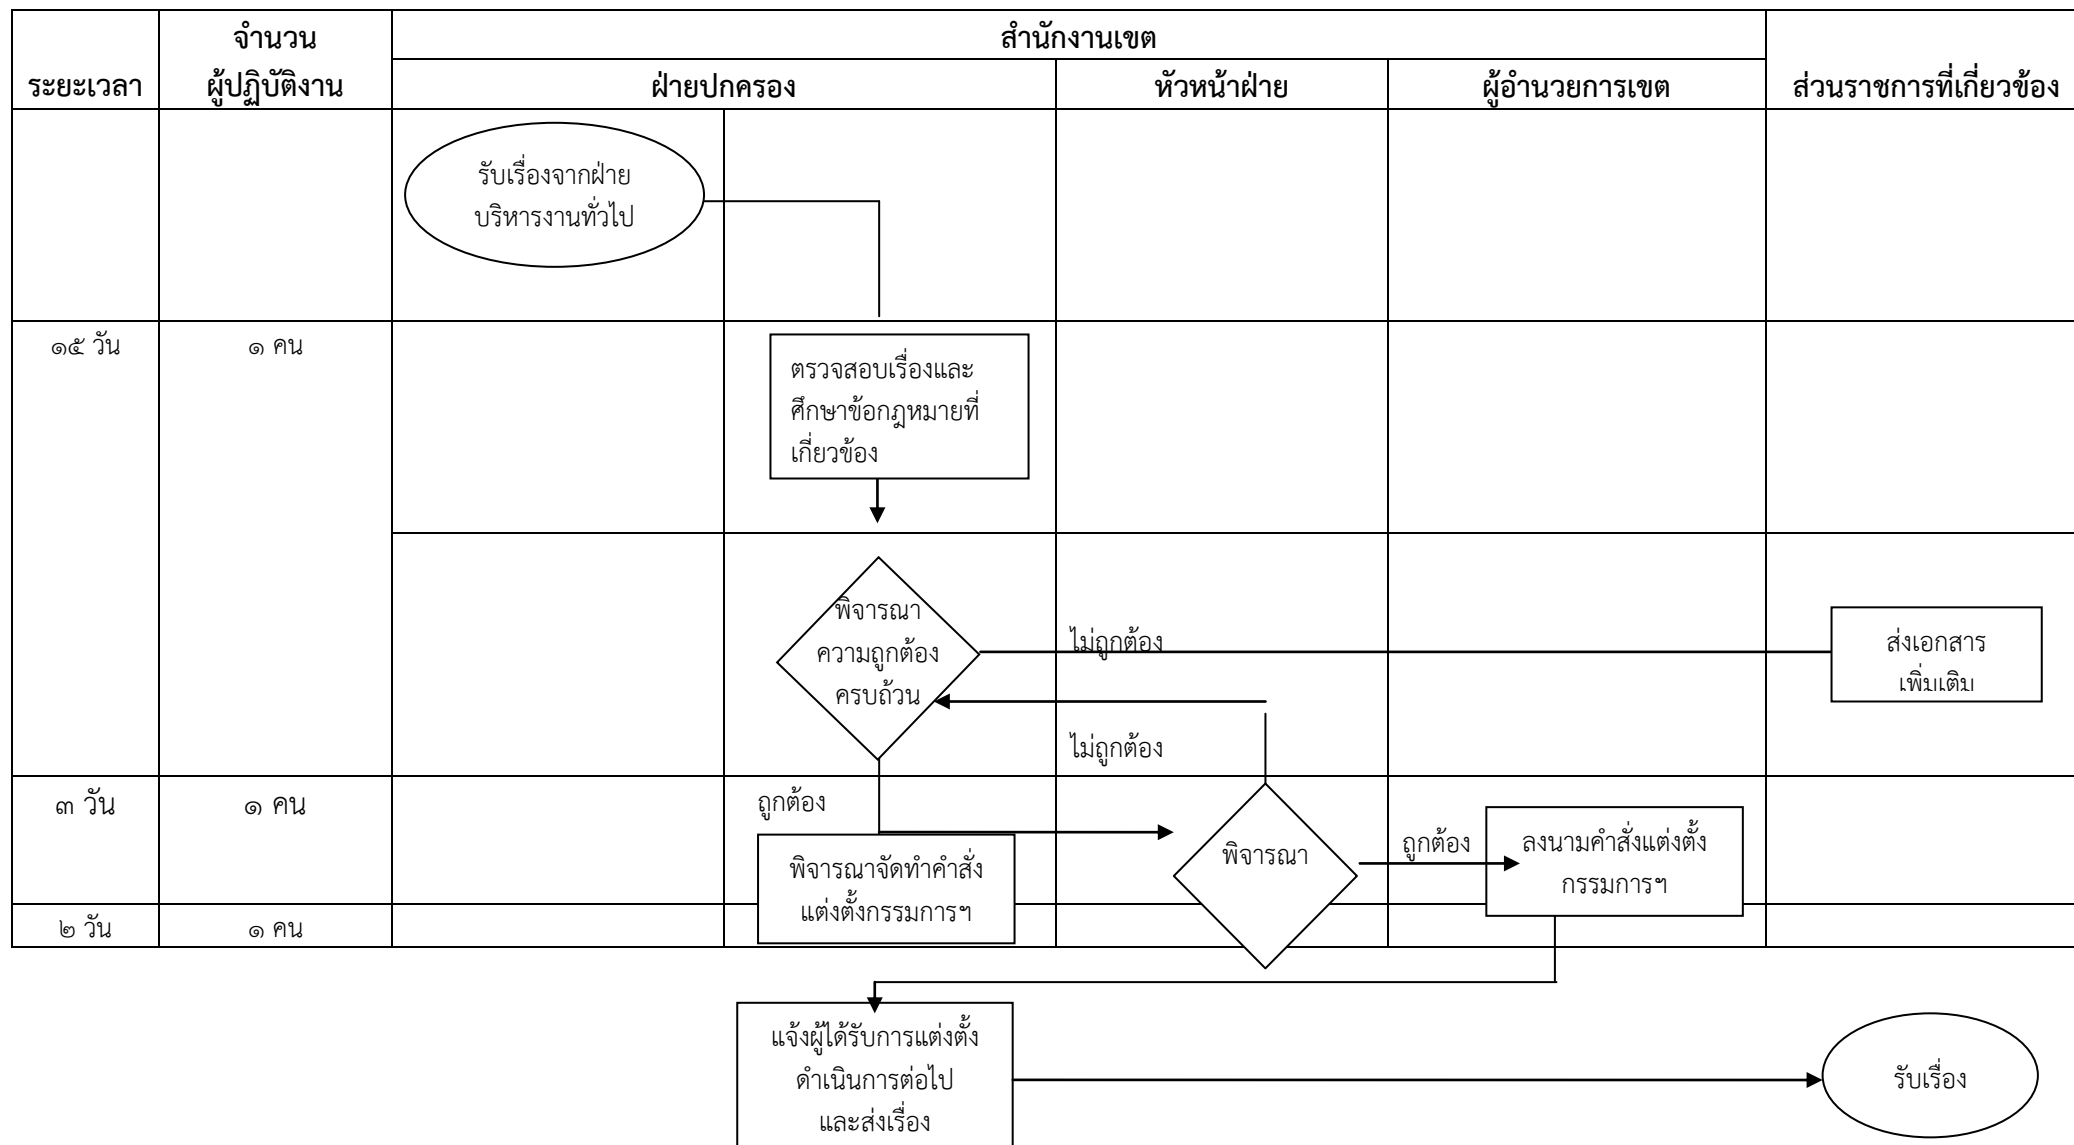 ระยะเวลา
จำนวน
ผู้ปฏิบัติงาน
สำนักงานเขต
ฝ่ายปกครอง
หัวหน้าฝ่าย
ผู้อำนวยการเขต
ส่วนราชการที่เกี่ยวข้อง
รับเรื่องจากฝ่าย
บริหารงานทั่วไป
๑๕ วัน
๑ คน
ตรวจสอบเรื่องและ
ศึกษาข้อกฎหมายที่
เกี่ยวข้อง
พิจารณา
ความถูกต้อง
ครบถ้วน
ไม่ถูกต้อง
ส่งเอกสาร
เพิ่มเติม
ไม่ถูกต้อง
๓ วัน
๑ คน
ถูกต้อง
พิจารณาจัดทำคำสั่ง
แต่งตั้งกรรมการฯ
พิจารณา
ถูกต้อง
ลงนามคำสั่งแต่งตั้ง
กรรมการฯ
๒ วัน
๑ คน
แจ้งผู้ได้รับการแต่งตั้ง
ดำเนินการต่อไป
และส่งเรื่อง
รับเรื่อง